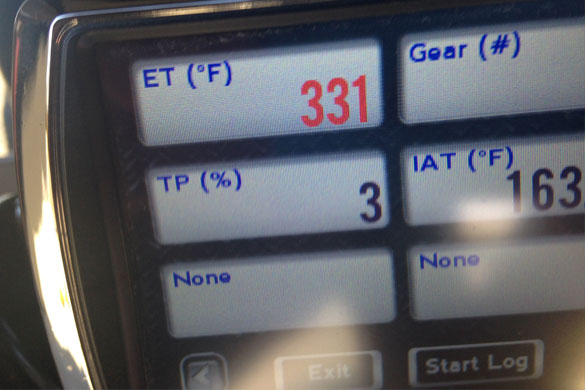 ET (°F)
331
Gear (#)
TP (%)
3
IAT (°F)
163
None
None
Exit
Start Log